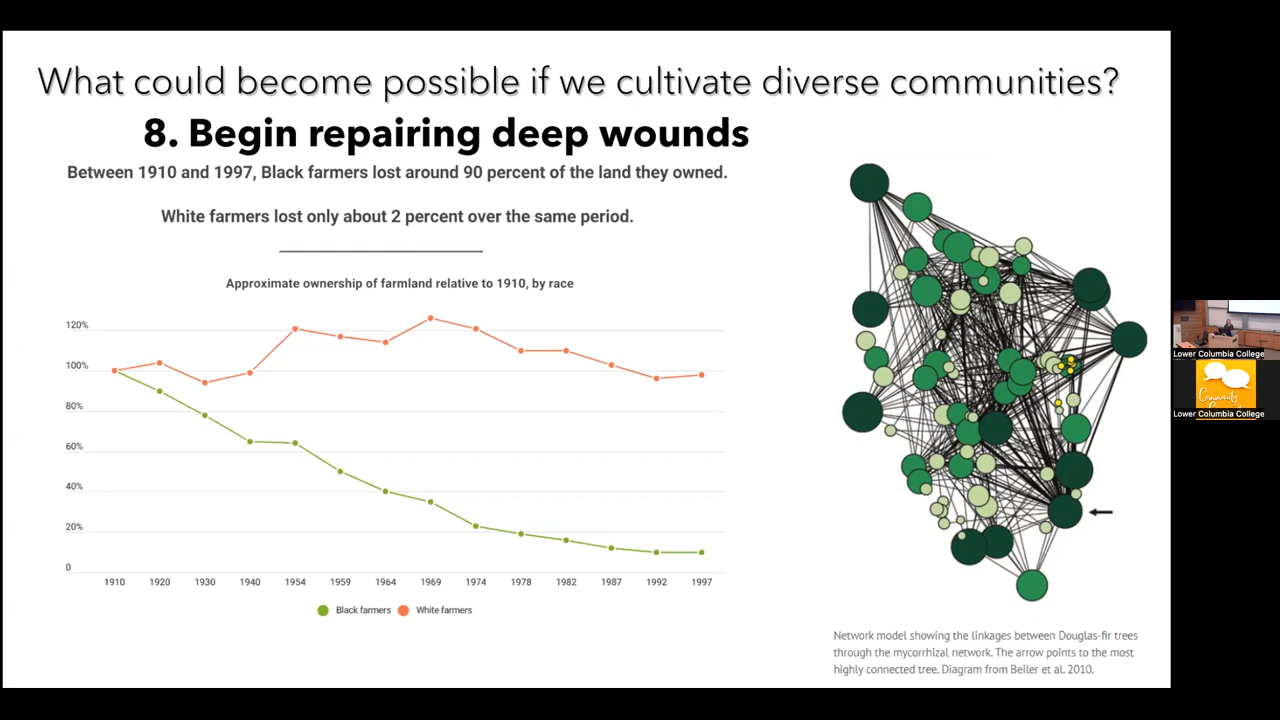 What could become possible if we cultivate diverse communities?
8. Begin repairing deep wounds
Between 1910 and 1997, Black farmers lost around 90 percent of the land they owned.
White farmers lost only about 2 percent over the same period.
Approximate ownership of farmland relative to 1910, by race
120%
100%
80%
60%
40%
20%
0
1910 1920 1930 1940 1954 1959 1964 1969 1974 1978 1982 1987 1992 1997
Black farmers White farmers
Network model showing the linkages between Douglas-fir trees
through the mycorrhizal network. The arrow points to the most
highly connected tree. Diagram from Beiler et al. 2010.
Lower Columbia College
Community
Lower Columbia College